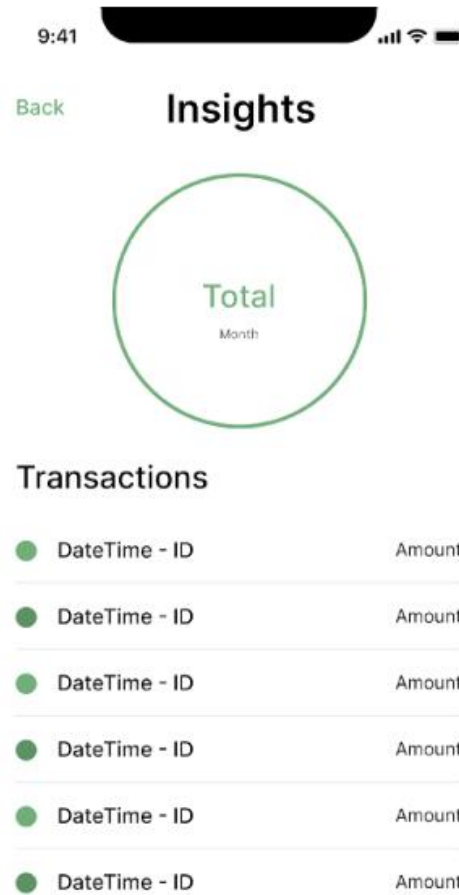 9:41
Back Insights
Total
Month
Transactions
DateTime - ID Amount
DateTime - ID Amount
DateTime - ID Amount
DateTime - ID Amount
DateTime - ID Amount
DateTime - ID Amount